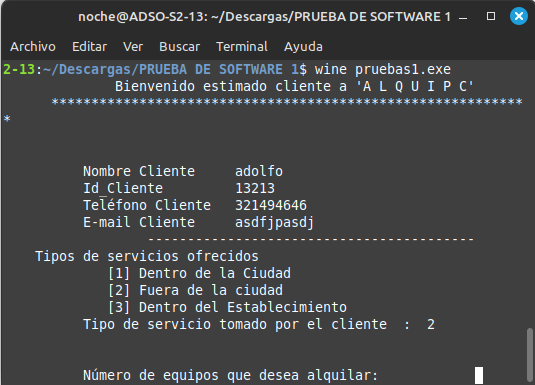 noche@ADSO-S2-13: ~/Descargas/PRUEBA DE SOFTWARE 1
Archivo Editar Ver Buscar Terminal Ayuda
2-13:~/Descargas/PRUEBA DE SOFTWARE 1$ wine pruebas1.exe
Bienvenido estimado cliente a 'A L Q U I P C'
***********************************************************
*
Nombre Cliente adolfo
Id_Cliente 13213
Teléfono Cliente 321494646
E-mail Cliente asdfjpasdj
-----------------------------------------
Tipos de servicios ofrecidos
[1] Dentro de la Ciudad
[2] Fuera de la ciudad
[3] Dentro del Establecimiento
Tipo de servicio tomado por el cliente : 2
Número de equipos que desea alquilar: